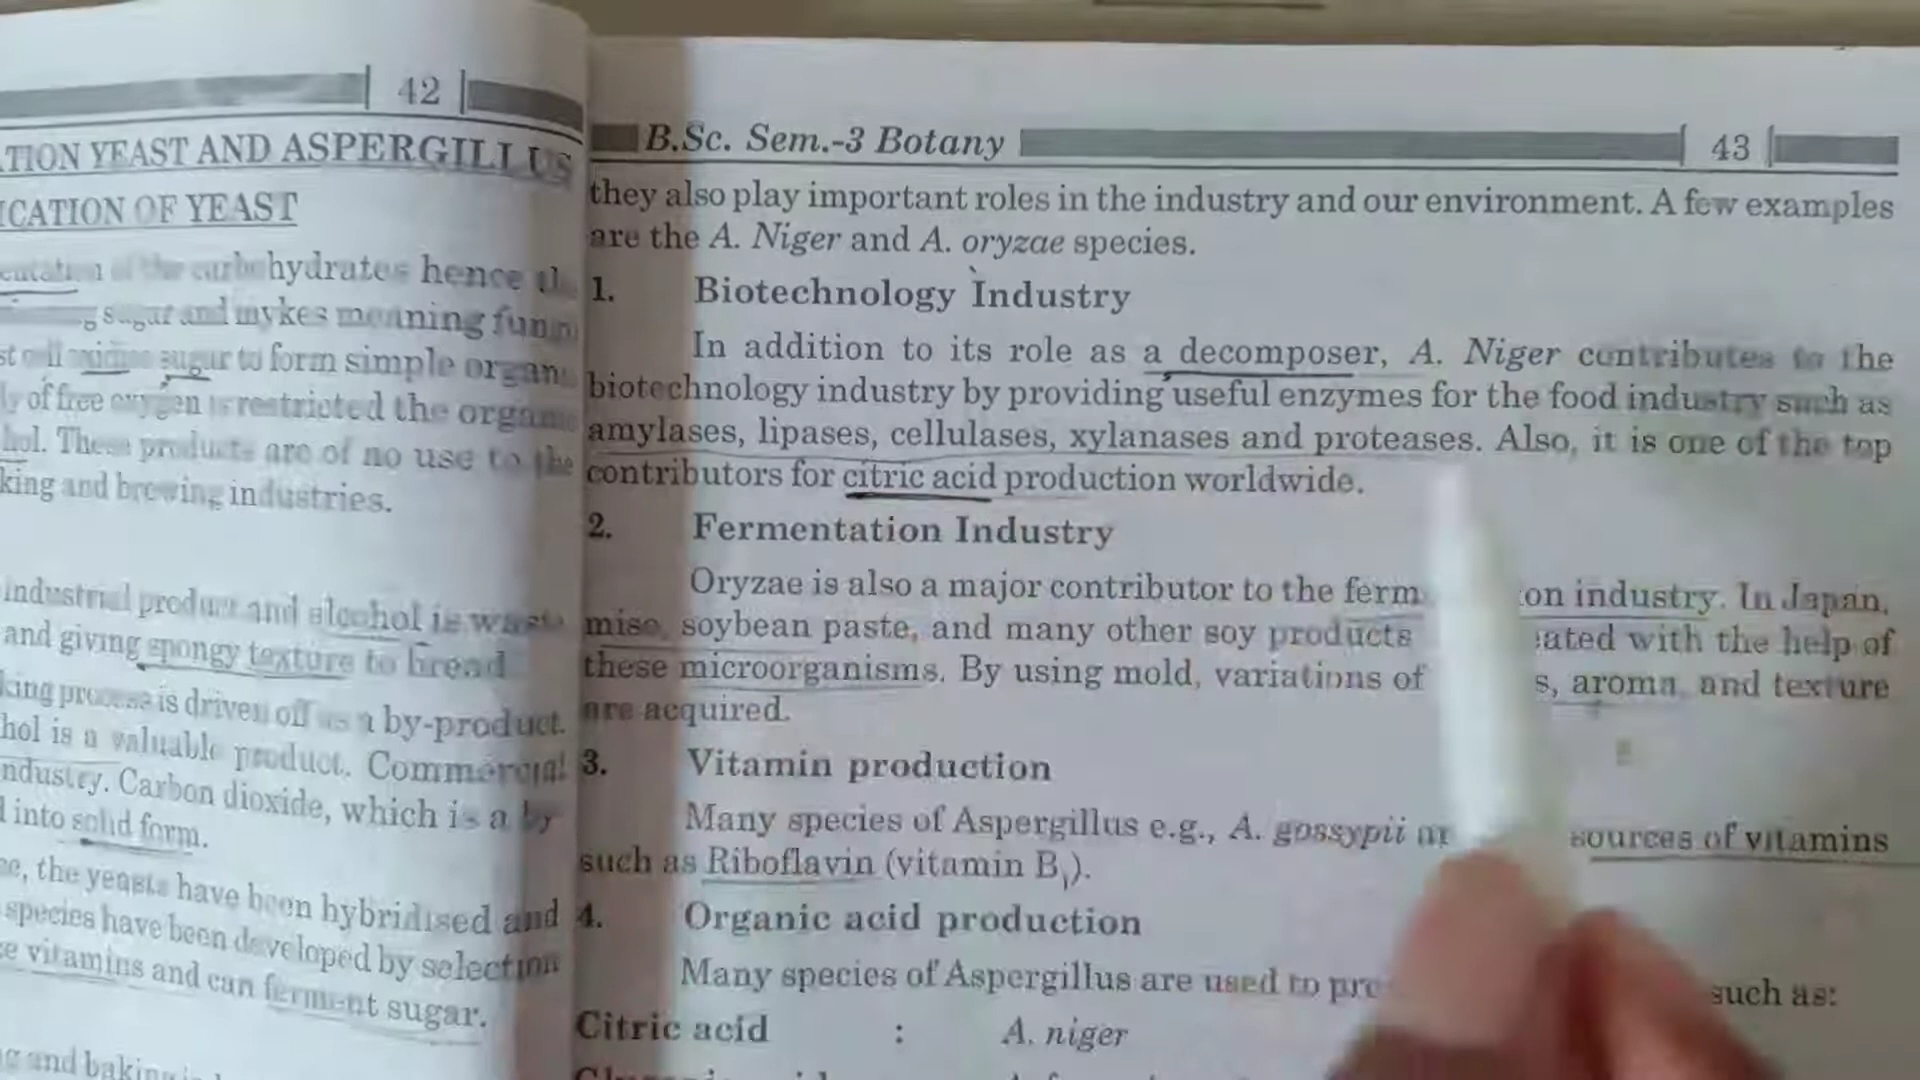 42
TION YEAST AND ASPERGILLUS
ICATION OF YEAST
hydrates hence
sugar and mykes meaning
sugar to form simple
of free oxygen is restricted the
These products are of no use to the
king and brewing industries.
industrial product and alcohol is
and giving spongy texture to bread
king process is driven off as a by-product.
hol is a valuable product. Commercial
ndustry. Carbon dioxide, which is a by
into solid form.
the yeasts have been hybridised and
species have been developed by selection
e vitamins and can ferment sugar.
g and baking
B.Sc. Sem.-3 Botany 43
they also play important roles in the industry and our environment. A few examples
are the A. Niger and A. oryzae species.
1. Biotechnology Industry
In addition to its role as a decomposer, A. Niger contributes to the
biotechnology industry by providing useful enzymes for the food industry such as
amylases, lipases, cellulases, xylanases and proteases. Also, it is one of the top
contributors for citric acid production worldwide.
2. Fermentation Industry
Oryzae is also a major contributor to the ferm on industry. In Japan,
miso, soybean paste, and many other soy products eated with the help of
these microorganisms. By using mold, variations of s, aroma, and texture
are acquired.
3. Vitamin production
Many species of Aspergillus e.g., A. gossypii sources of vitamins
such as Riboflavin (vitamin B₁).
4. Organic acid production
Many species of Aspergillus are used to such as:
Citric acid : A. niger